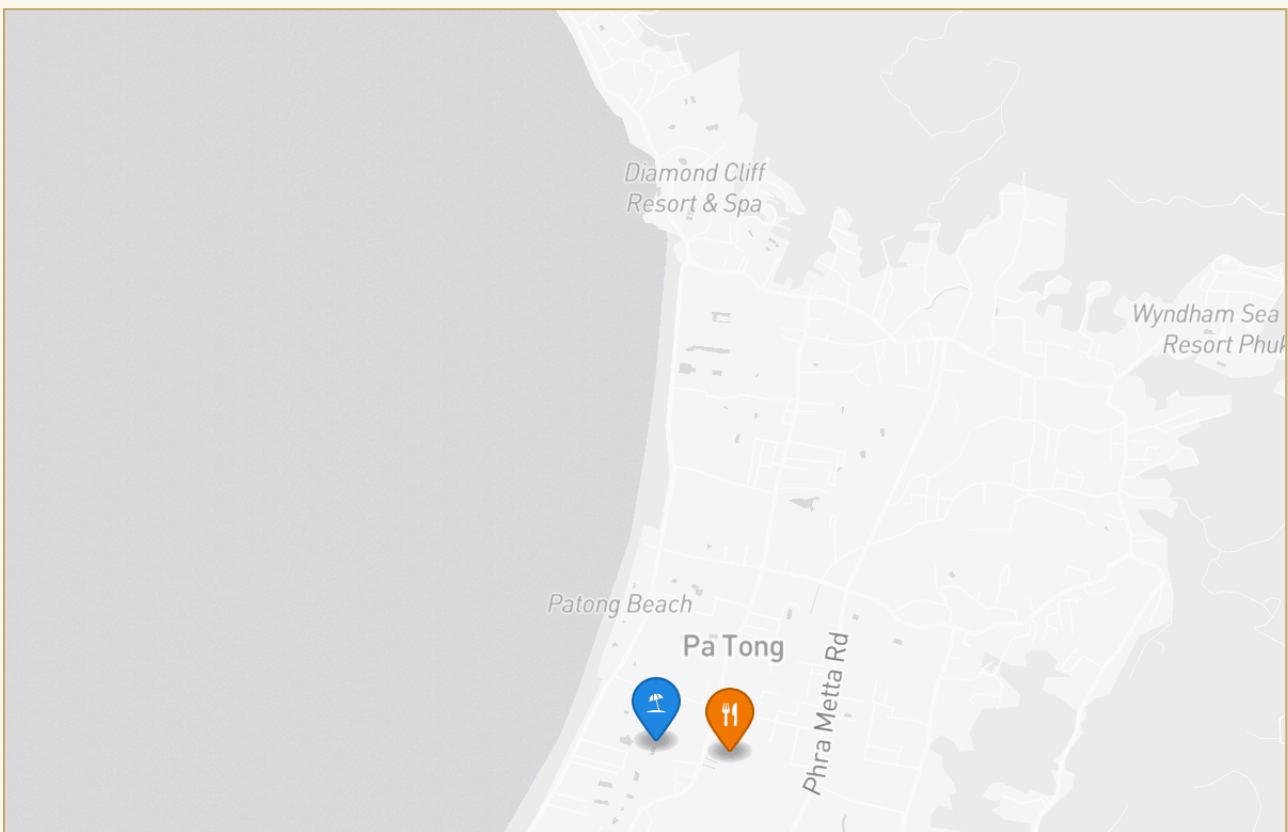 Diamond Cliff
Resort & Spa
Wyndham Sea
Resort Phuk
Patong Beach
Pa Tong
Phra Metta Rd